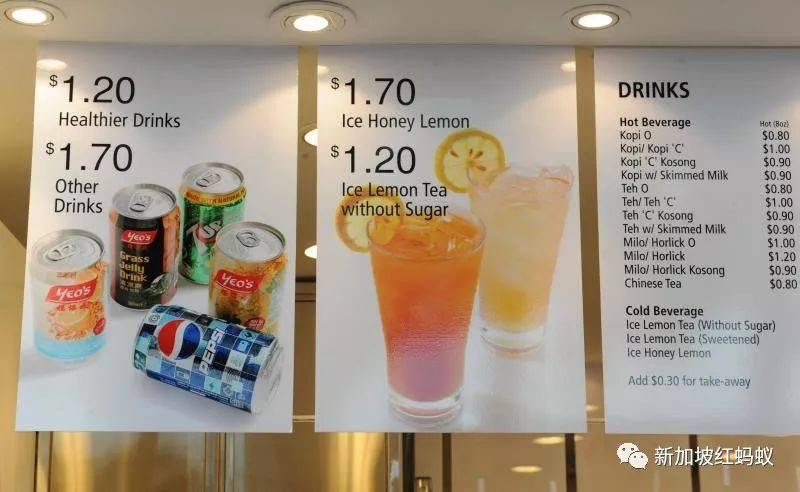 $1.20
Healthier Drinks
$1.70
Other
Drinks
YEO'S
YEO'S
Grass
Jelly
Drink
YEO'S
PEPSI
$1.70
Ice Honey Lemon
$1.20
Ice Lemon Tea
without Sugar
DRINKS
Hot Beverage Hot (8oz)
Kopi O $0.80
Kopi/ Kopi 'C' $1.00
Kopi 'C' Kosong $0.90
Kopi w/ Skimmed Milk $0.90
Teh O $0.80
Teh/ Teh 'C' $1.00
Teh 'C' Kosong $0.90
Teh w/ Skimmed Milk $0.90
Milo/ Horlick O $1.00
Milo/ Horlick $1.20
Milo/ Horlick Kosong $0.90
Chinese Tea $0.80
Cold Beverage
Ice Lemon Tea (Without Sugar)
Ice Lemon Tea (Sweetened)
Ice Honey Lemon
Add $0.30 for take-away
新加坡红蚂蚁